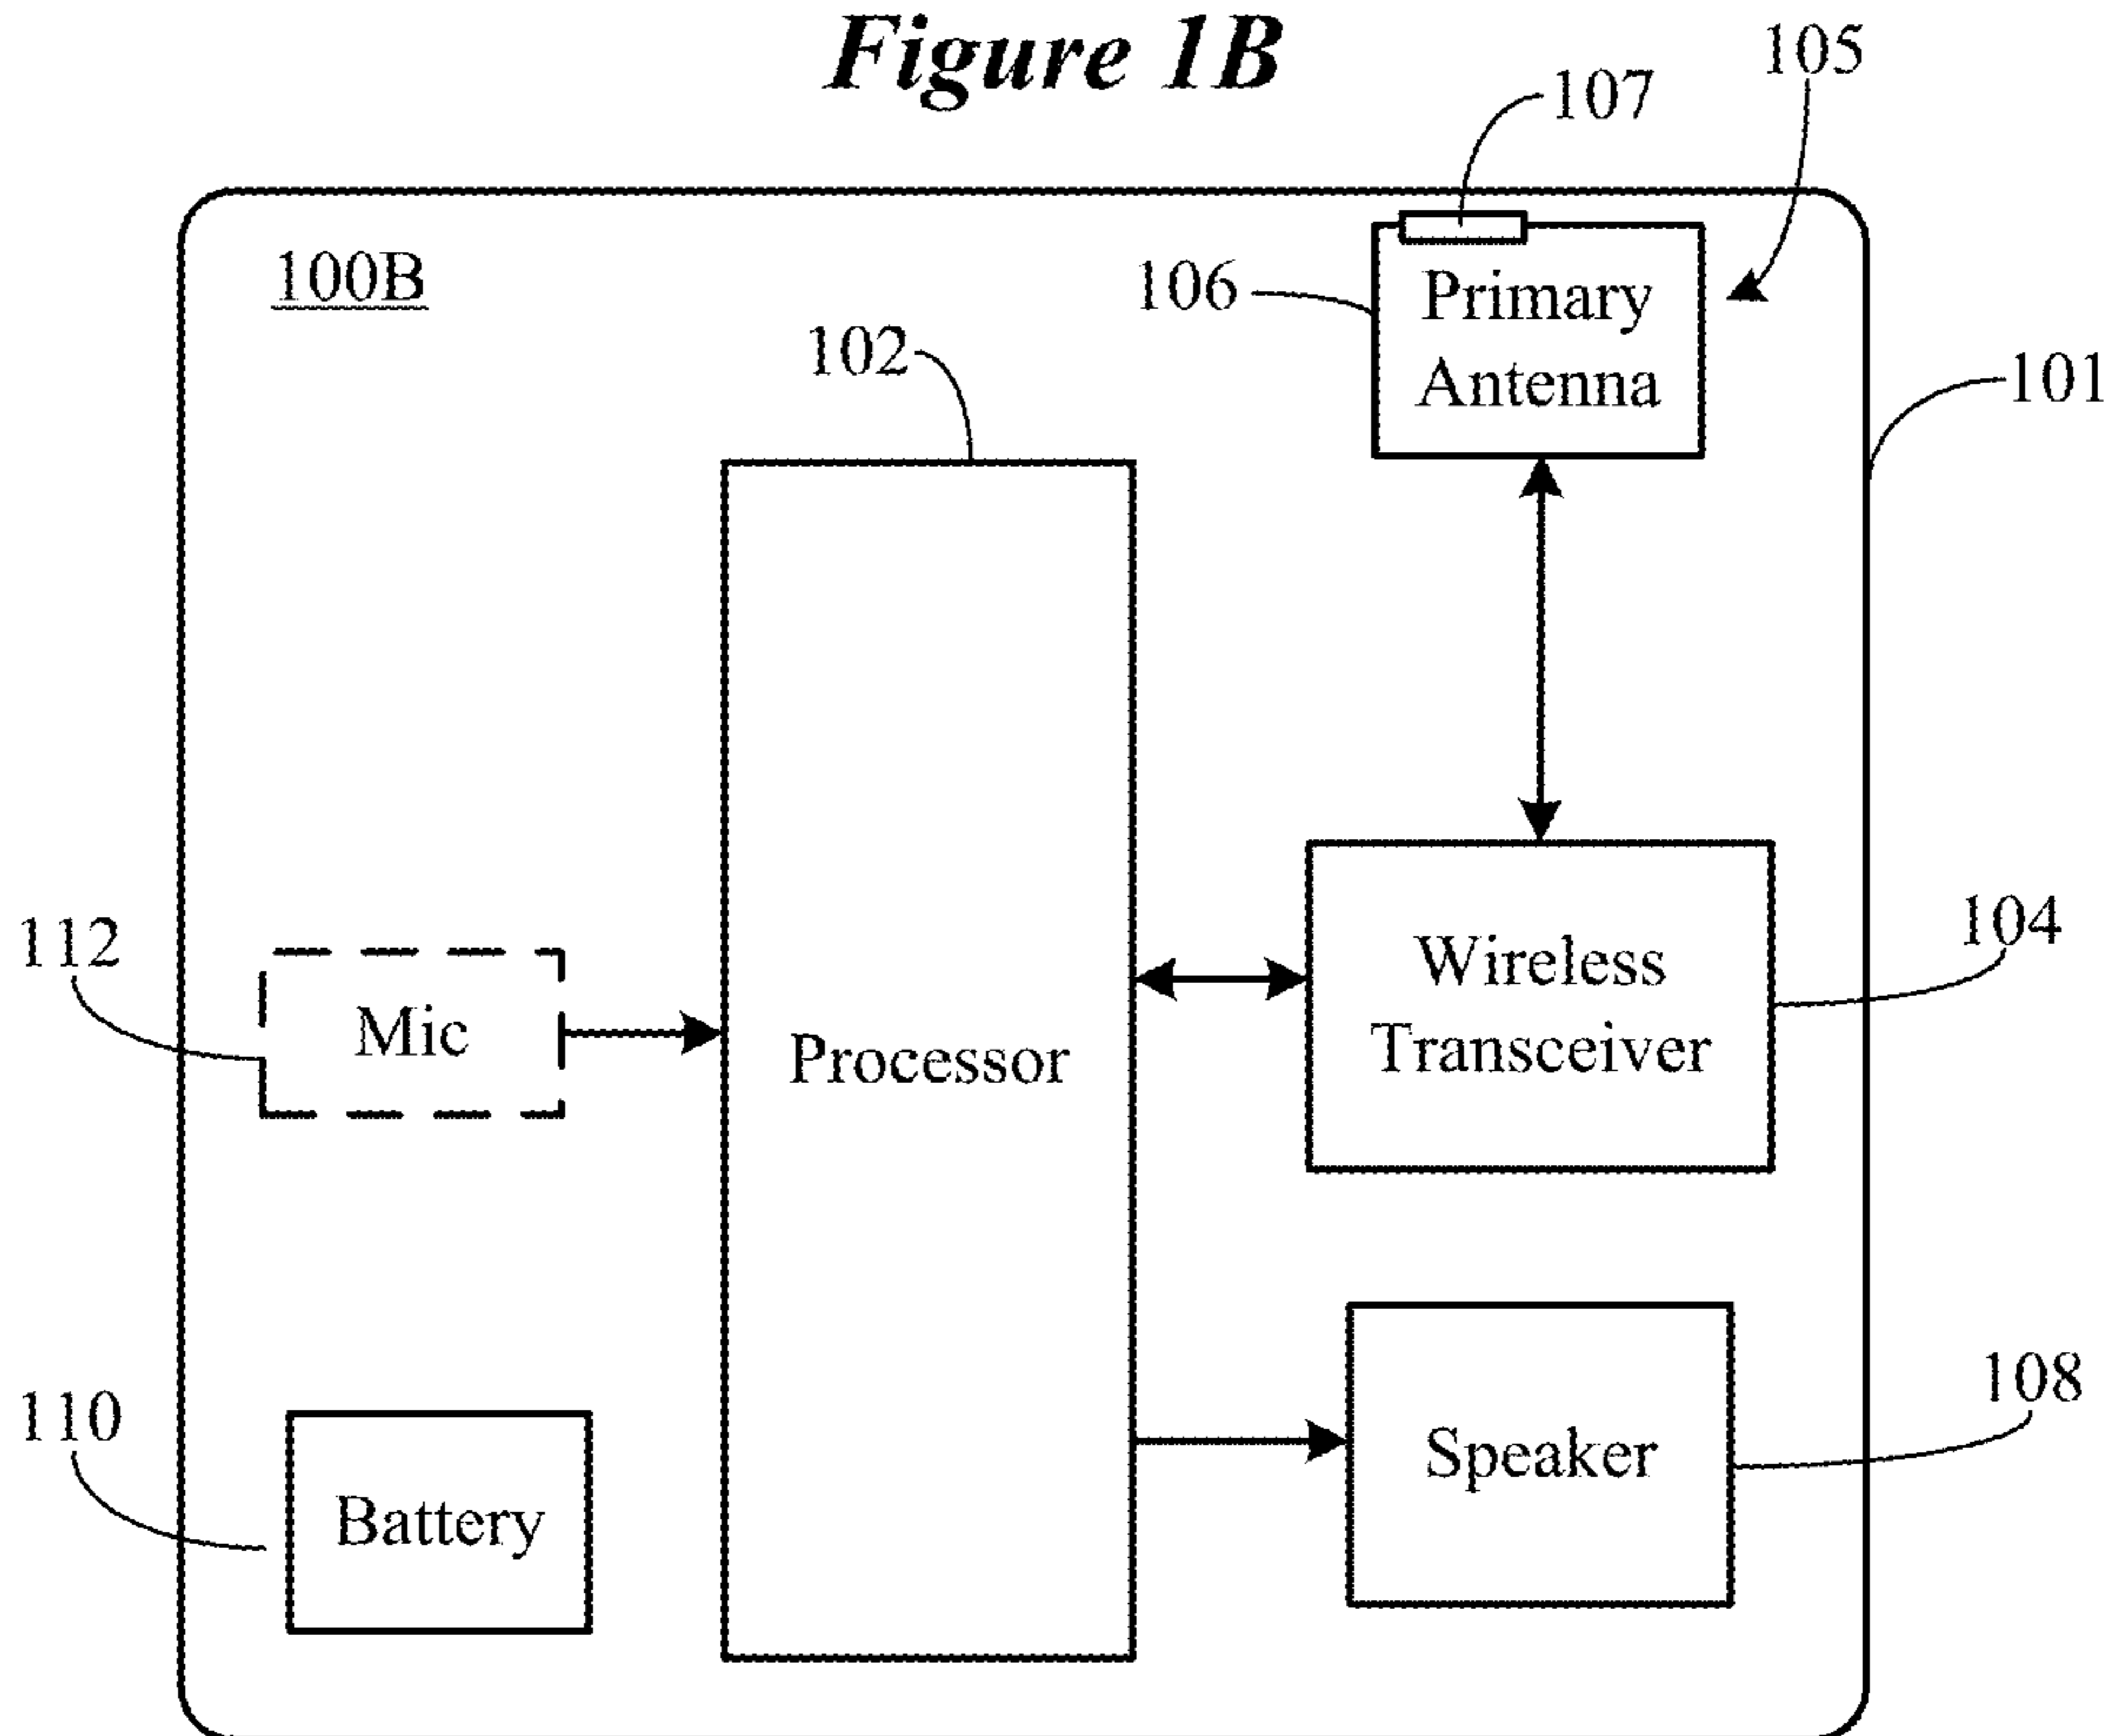 Figure 1B
105
107
100B
106
Primary
Antenna
102
101
112
Mic
Processor
Wireless
Transceiver
104
110
Battery
Speaker
108